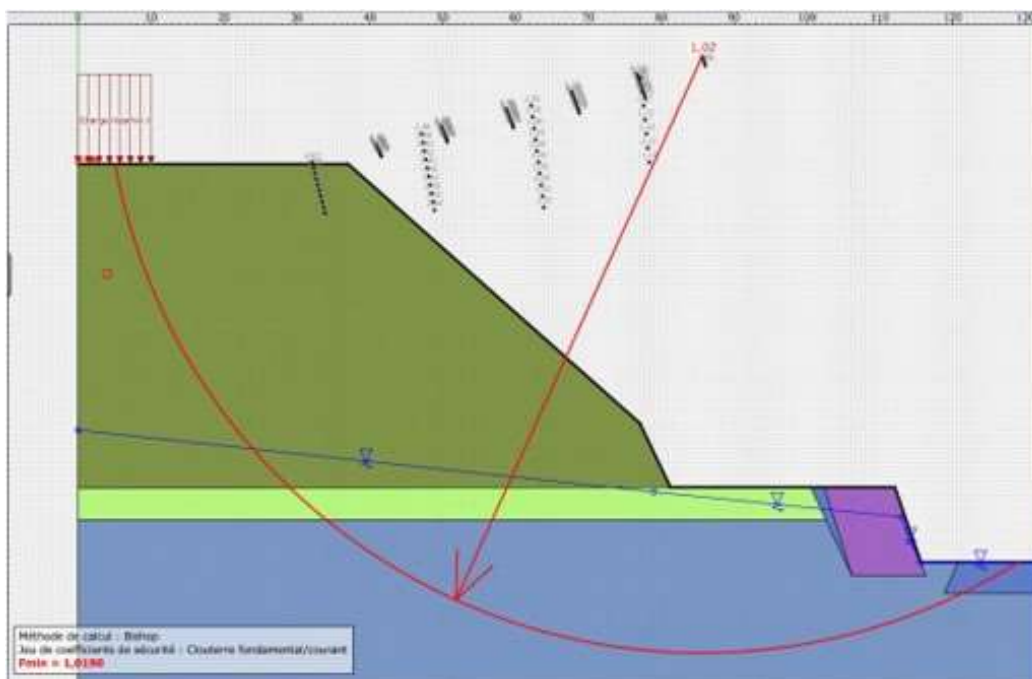 0 10 20 30 40 50 60 70 80 90 100 110 120
1,02
Méthode de calcul : Bishop
Jeu de coefficients de sécurité : Clouterre fondamental/courant
Fmin = 1,0190